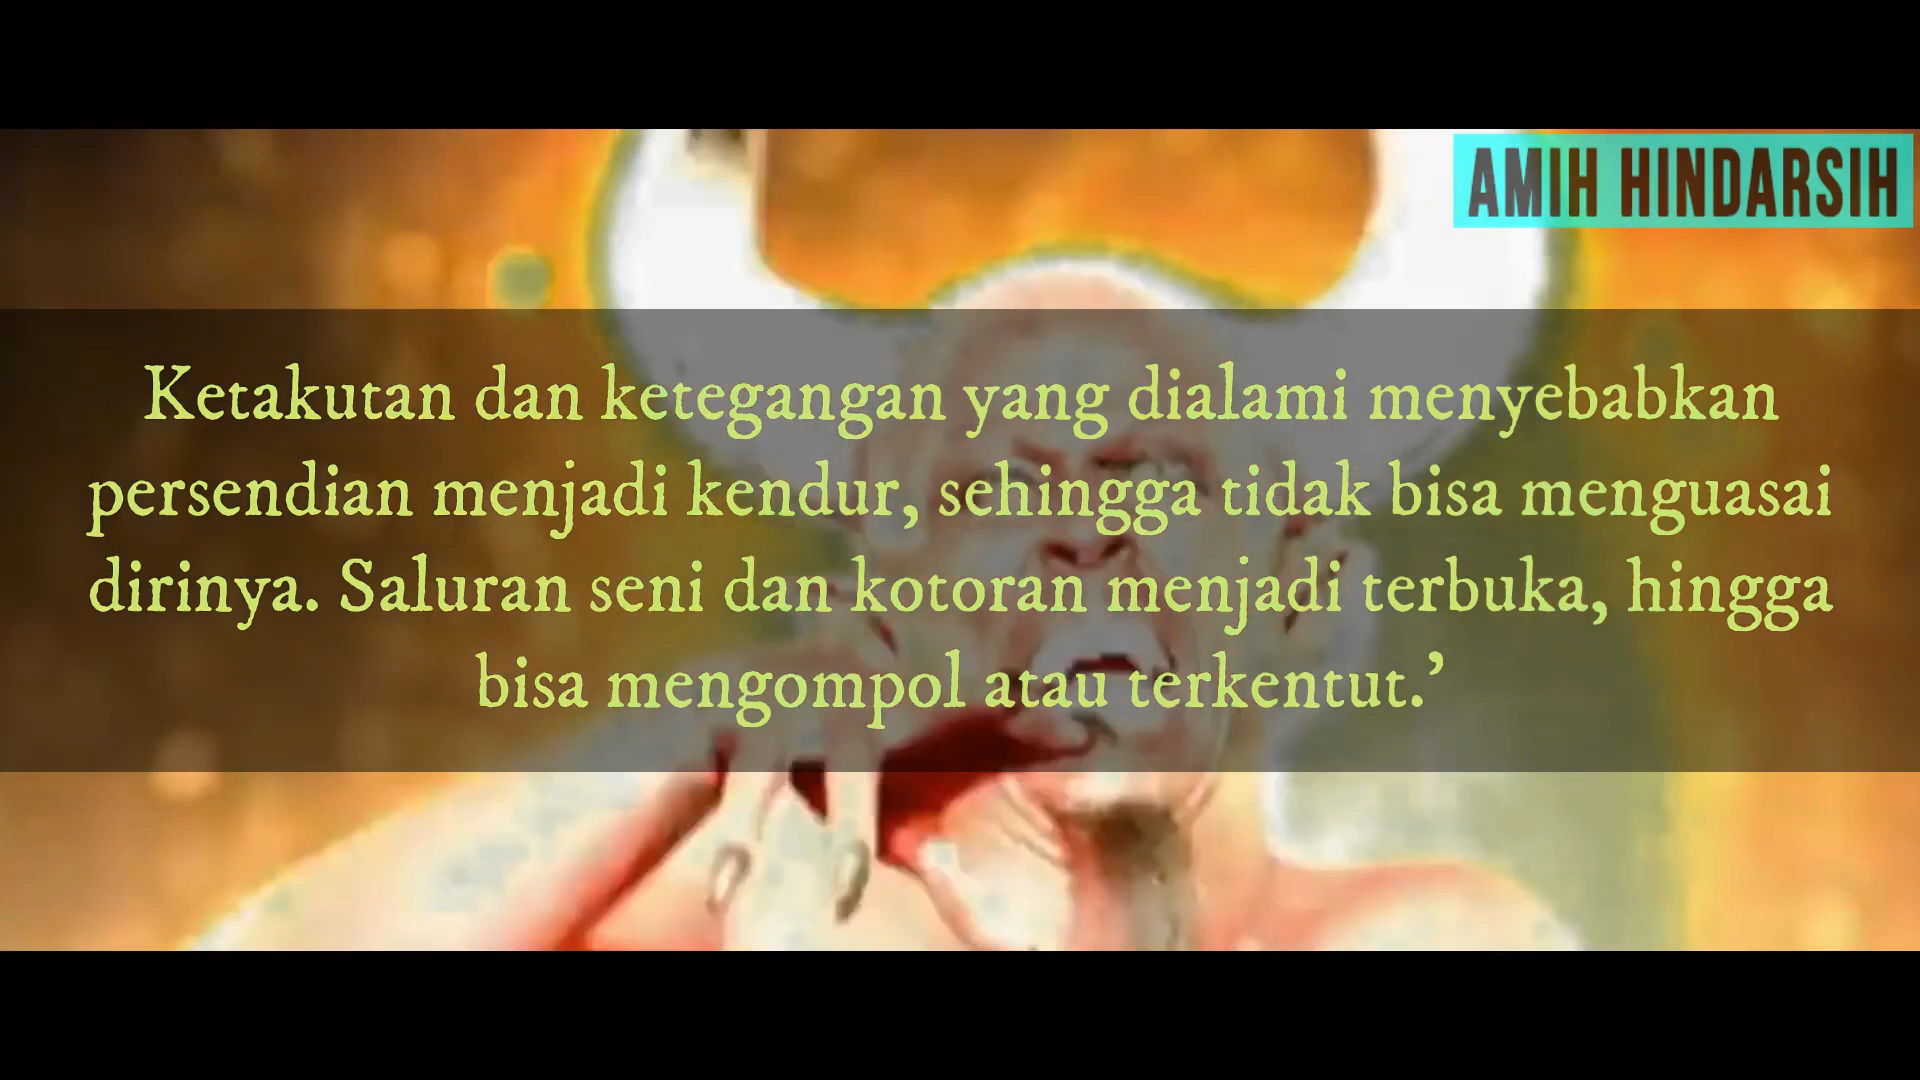 AMIH HINDARSIH
Ketakutan dan ketegangan yang dialami menyebabkan
persendian menjadi kendur, sehingga tidak bisa menguasai
dirinya. Saluran seni dan kotoran menjadi terbuka, hingga
bisa mengompol atau terkentut.’